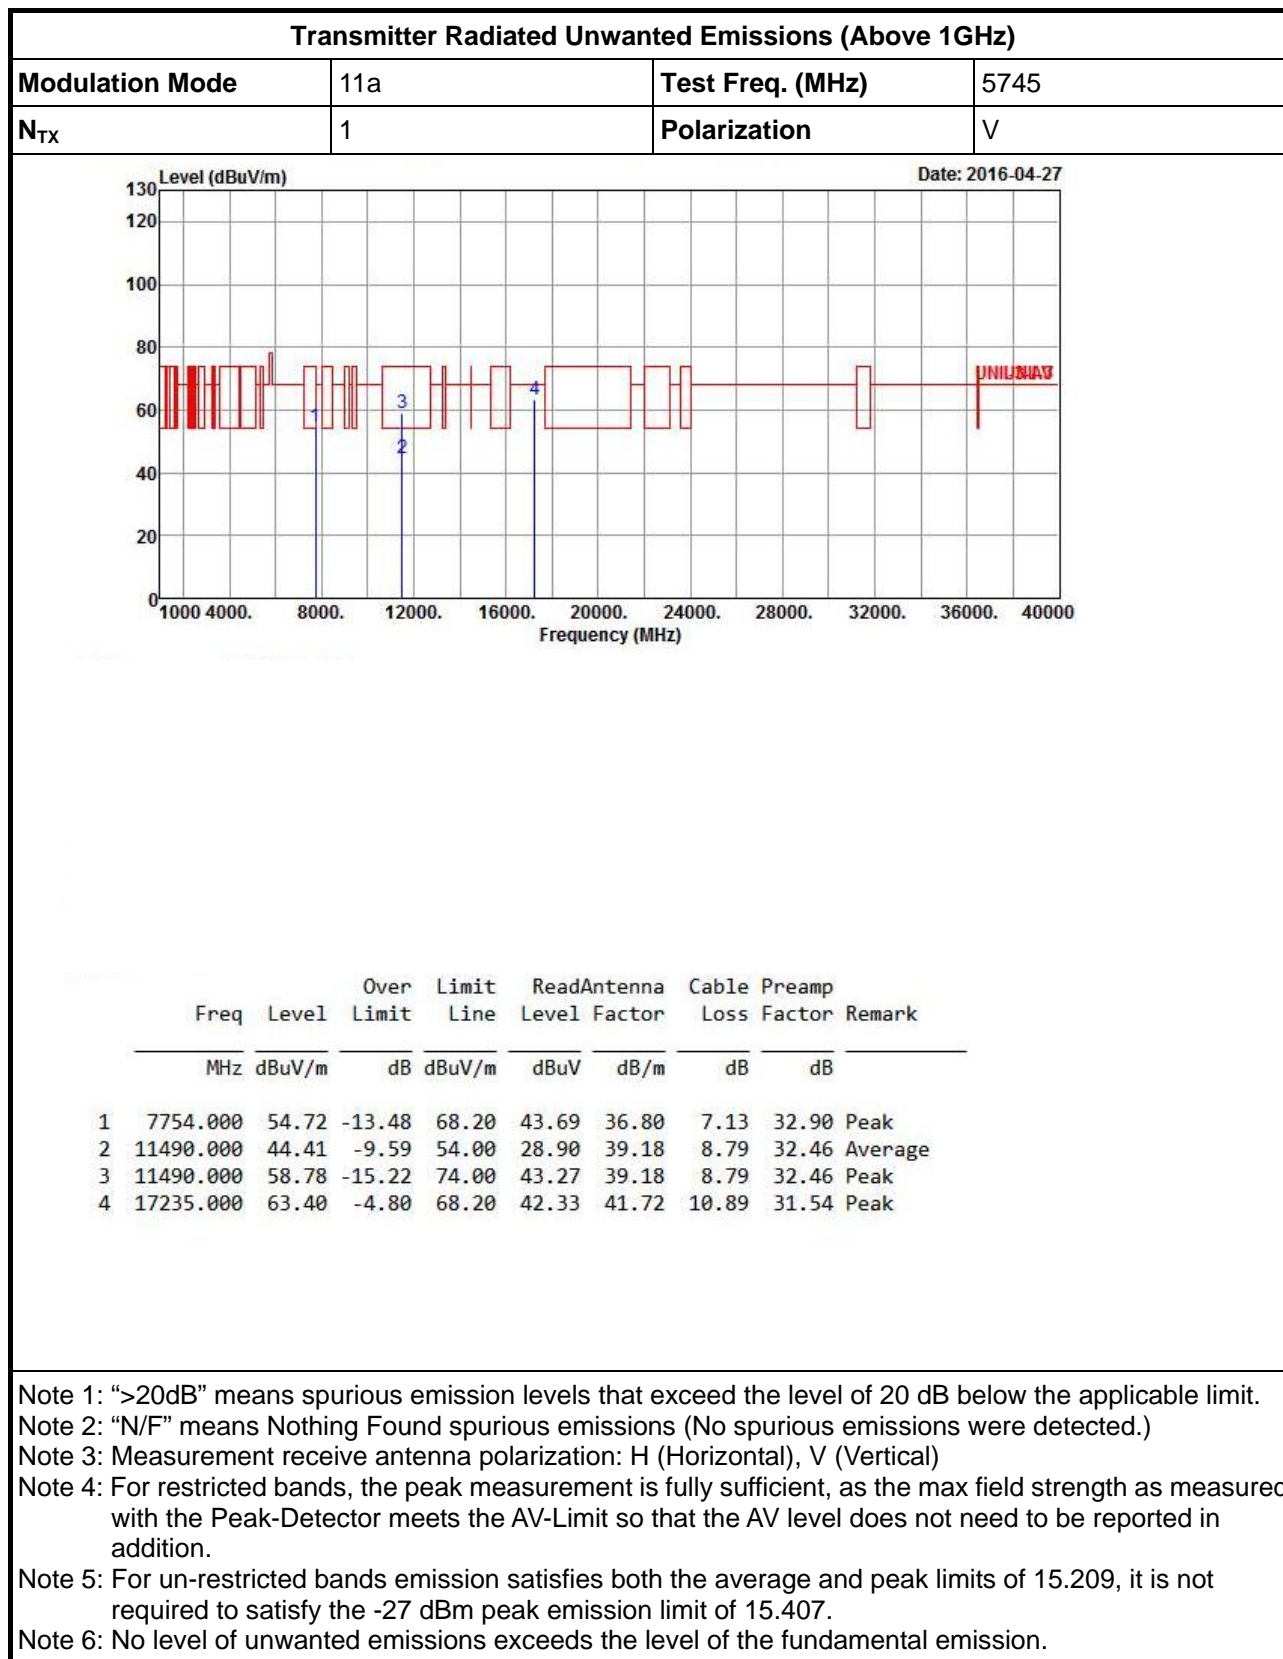 Transmitter Radiated Unwanted Emissions (Above 1GHz)
Modulation Mode 11a Test Freq. (MHz) 5745
NTX 1 Polarization V
Level (dBuV/m) Date: 2016-04-27
130
120
100
80
60
40
20
0
1 2 3 4
1000 4000. 8000. 12000. 16000. 20000. 24000. 28000. 32000. 36000. 40000
Frequency (MHz)
Over Limit ReadAntenna Cable Preamp
Freq Level Limit Line Level Factor Loss Factor Remark
MHz dBuV/m dB dBuV/m dBuV dB/m dB dB
1 7754.000 54.72 -13.48 68.20 43.69 36.80 7.13 32.90 Peak
2 11490.000 44.41 -9.59 54.00 28.90 39.18 8.79 32.46 Average
3 11490.000 58.78 -15.22 74.00 43.27 39.18 8.79 32.46 Peak
4 17235.000 63.40 -4.80 68.20 42.33 41.72 10.89 31.54 Peak
Note 1: “>20dB” means spurious emission levels that exceed the level of 20 dB below the applicable limit.
Note 2: “N/F” means Nothing Found spurious emissions (No spurious emissions were detected.)
Note 3: Measurement receive antenna polarization: H (Horizontal), V (Vertical)
Note 4: For restricted bands, the peak measurement is fully sufficient, as the max field strength as measured
with the Peak-Detector meets the AV-Limit so that the AV level does not need to be reported in
addition.
Note 5: For un-restricted bands emission satisfies both the average and peak limits of 15.209, it is not
required to satisfy the -27 dBm peak emission limit of 15.407.
Note 6: No level of unwanted emissions exceeds the level of the fundamental emission.